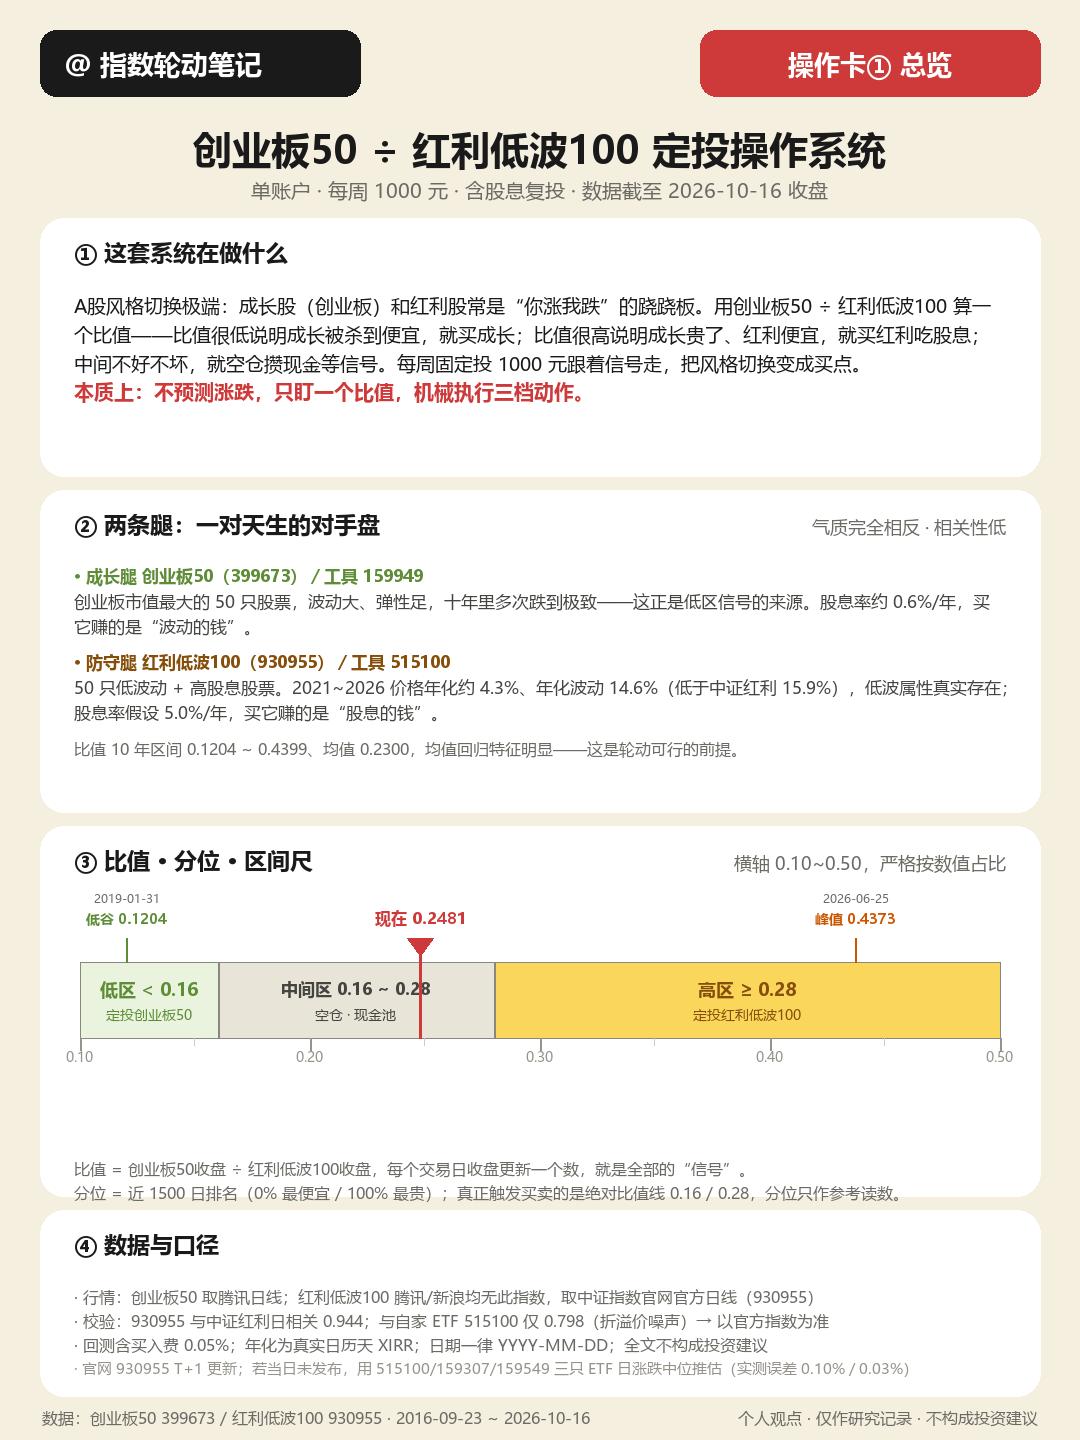 @ 指数轮动笔记
操作卡① 总览
创业板50 ÷ 红利低波100 定投操作系统
单账户 · 每周 1000 元 · 含股息复投 · 数据截至 2026-10-16 收盘
① 这套系统在做什么
A股风格切换极端：成长股（创业板）和红利股常是“你涨我跌”的跷跷板。用创业板50 ÷ 红利低波100 算一
个比值——比值很低说明成长被杀到便宜，就买成长；比值很高说明成长贵了、红利便宜，就买红利吃股息；
中间不好不坏，就空仓攒现金等信号。每周固定定投 1000 元跟着信号走，把风格切换变成买点。
本质上：不预测涨跌，只盯一个比值，机械执行三档动作。
② 两条腿：一对天生的对手盘
气质完全相反 · 相关性低
• 成长腿 创业板50（399673） / 工具 159949
创业板市值最大的 50 只股票，波动大、弹性足，十年里多次跌到极致——这正是低区信号的来源。股息率约 0.6%/年，买
它赚的是“波动的钱”。
• 防守腿 红利低波100（930955） / 工具 515100
50 只低波动 + 高股息股票。2021~2026 价格年化约 4.3%、年化波动 14.6%（低于中证红利 15.9%），低波属性真实存在；
股息率假设 5.0%/年，买它赚的是“股息的钱”。
比值 10 年区间 0.1204 ~ 0.4399、均值 0.2300，均值回归特征明显——这是轮动可行的前提。
③ 比值 • 分位 • 区间尺
横轴 0.10~0.50，严格按数值占比
2019-01-31
低谷 0.1204
现在 0.2481
2026-06-25
峰值 0.4373
低区 < 0.16
定投创业板50
中间区 0.16 ~ 0.28
空仓 · 现金池
高区 ≥ 0.28
定投红利低波100
0.10
0.20
0.30
0.40
0.50
比值 = 创业板50收盘 ÷ 红利低波100收盘，每个交易日收盘更新一个数，就是全部的“信号”。
分位 = 近 1500 日排名（0% 最便宜 / 100% 最贵）；真正触发买卖的是绝对比值线 0.16 / 0.28，分位只作参考读数。
④ 数据与口径
· 行情：创业板50 取腾讯日线；红利低波100 腾讯/新浪均无此指数，取中证指数官网官方日线（930955）
· 校验：930955 与中证红利日相关 0.944；与自家 ETF 515100 仅 0.798（折溢价噪声）→ 以官方指数为准
· 回测含买入费 0.05%；年化为真实日历天 XIRR；日期一律 YYYY-MM-DD；全文不构成投资建议
· 官网 930955 T+1 更新；若当日未发布，用 515100/159307/159549 三只 ETF 日涨跌中位推估（实测误差 0.10% / 0.03%）
数据：创业板50 399673 / 红利低波100 930955 · 2016-09-23 ~ 2026-10-16
个人观点 · 仅作研究记录 · 不构成投资建议